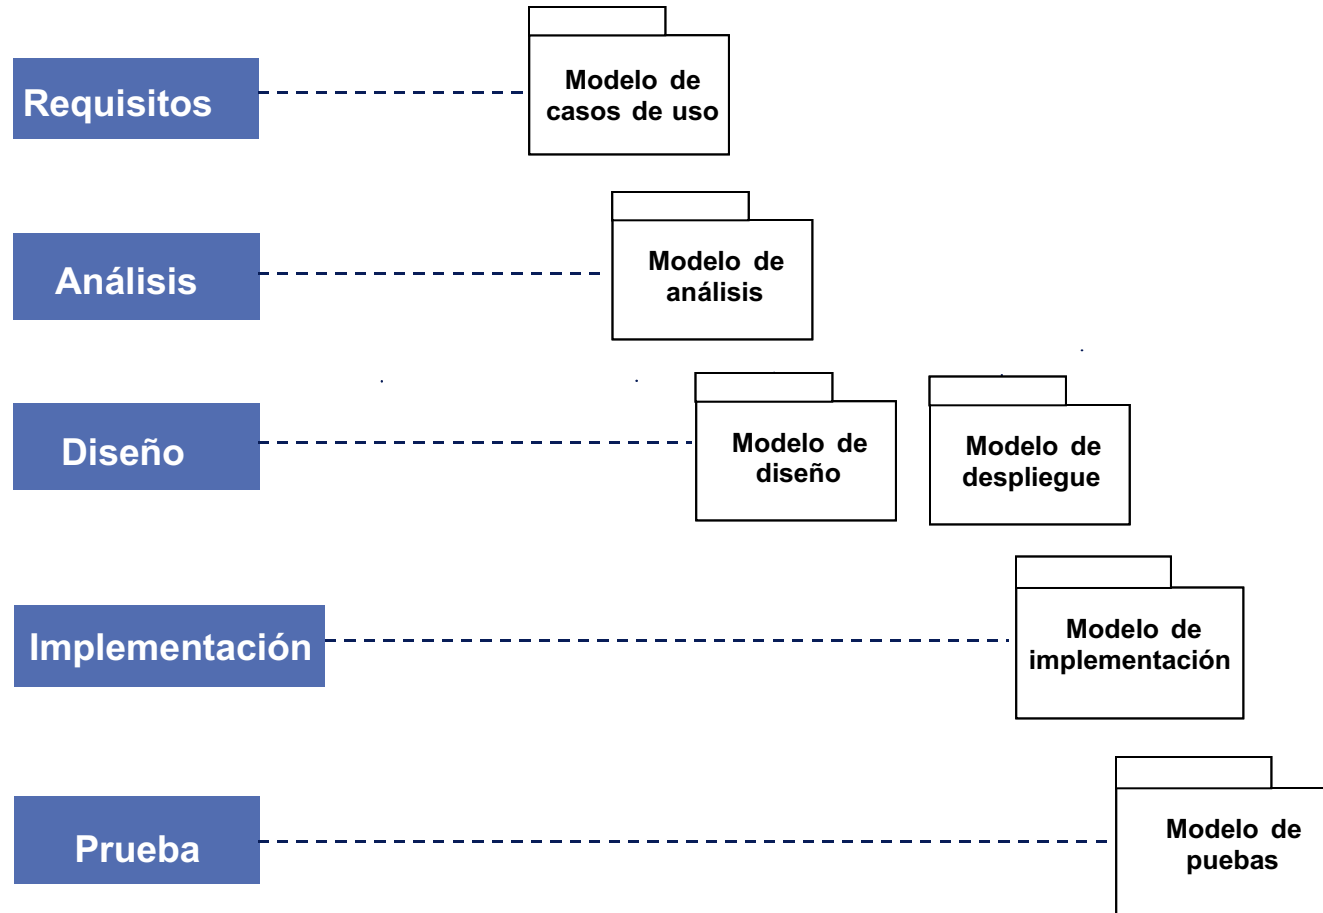 Modelo de
casos de uso
Requisitos
Modelo de
análisis
Análisis
Modelo de
diseño
Modelo de
despliegue
Diseño
Modelo de
implementación
Implementación
Modelo de
puebas
Prueba